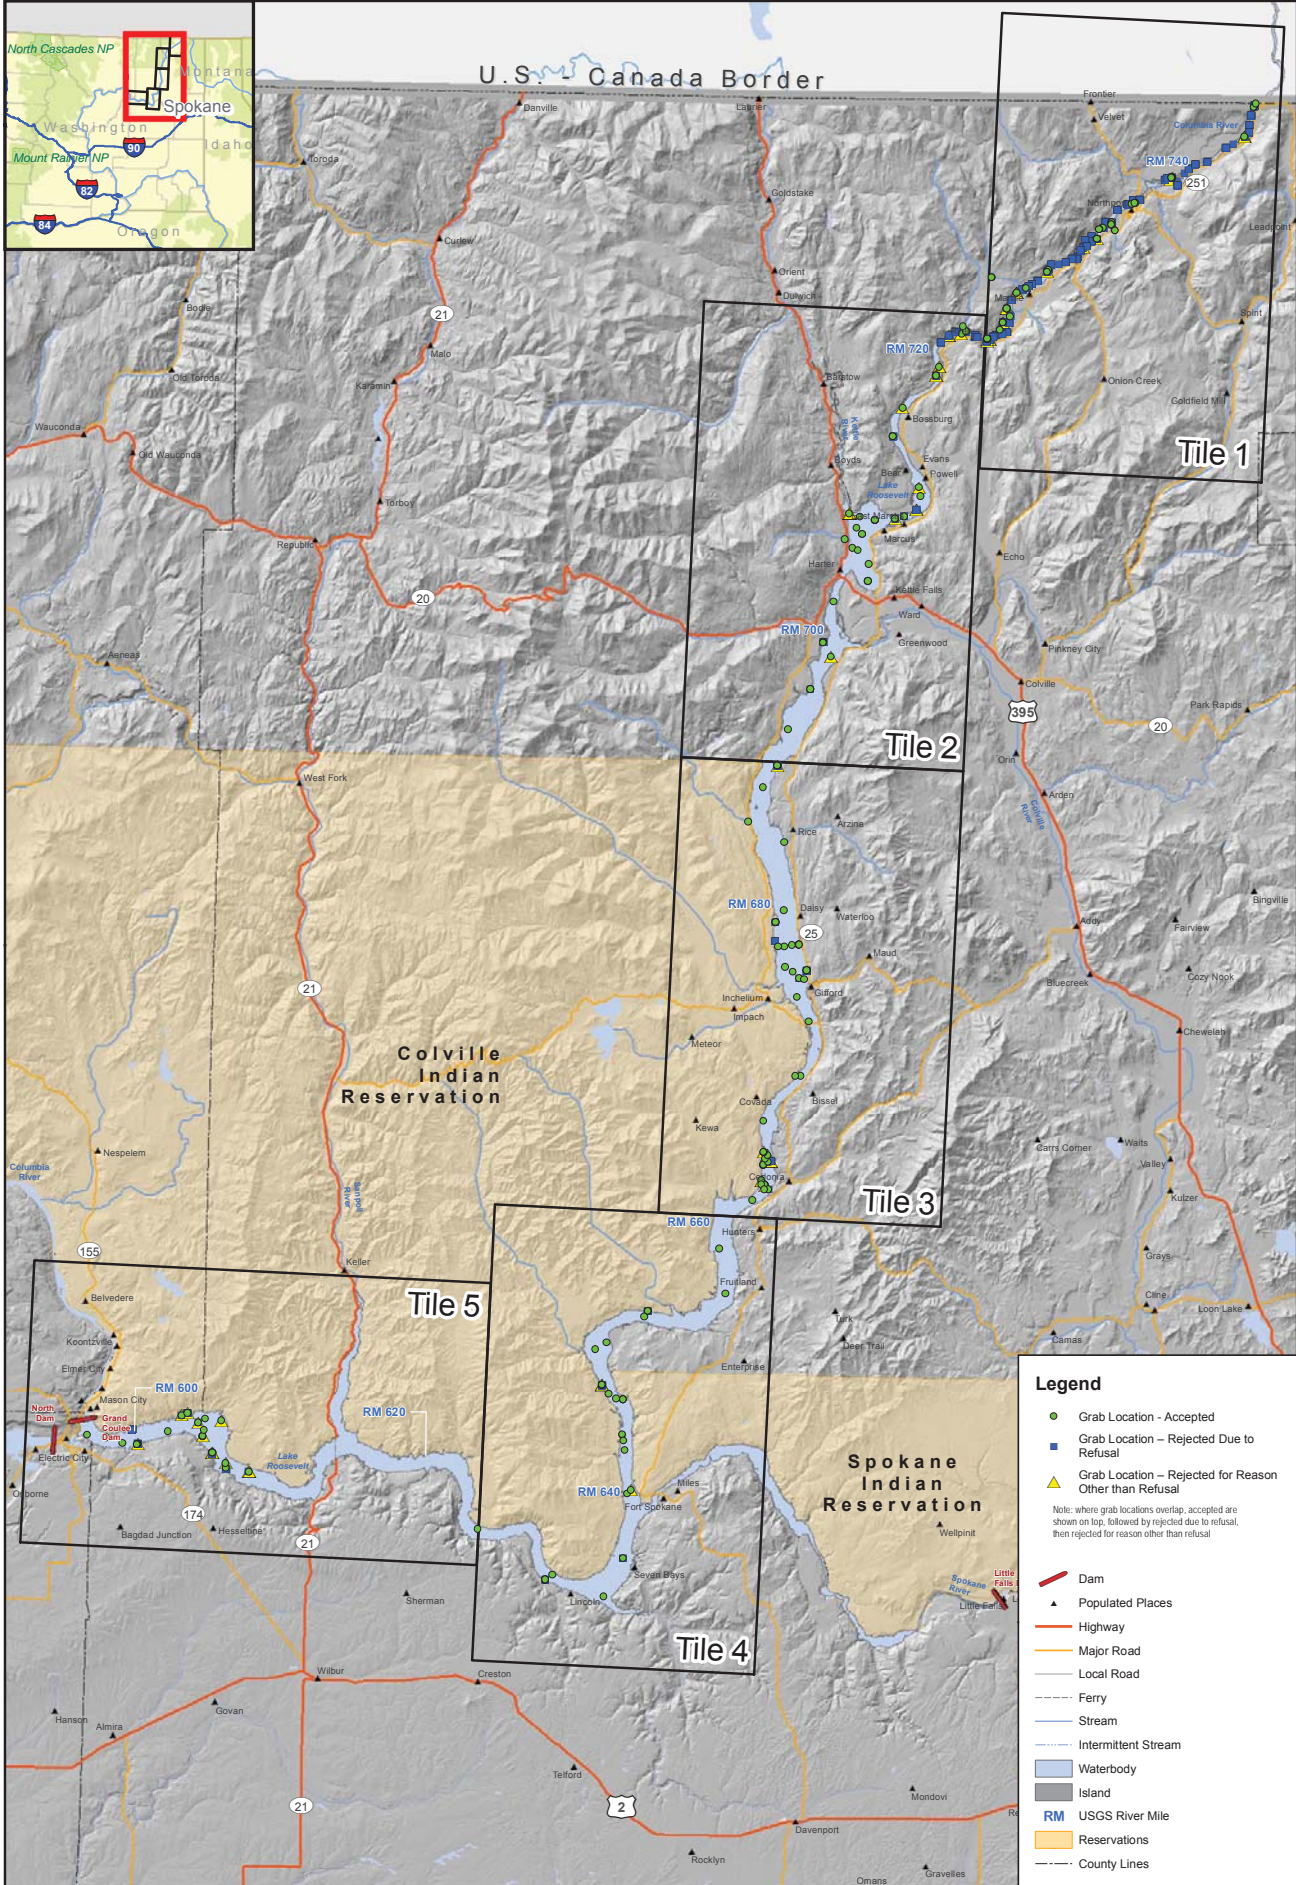 North Cascades NP
Montana
Spokane
Washington
90
Idaho
Mount Rainier NP
82
84
Oregon
U.S. - Canada Border
Danville
Laurier
Frontier
Velvet
Columbia River
RM 740
251
Northport
Leadpoint
Toroda
Goldstake
Curlew
Orient
Dulwich
Bodie
21
Marble
Spirit
Malo
RM 720
Old Toroda
Karamin
Barstow
Onion Creek
Goldfield Mill
Wauconda
Kettle
River
Bossburg
Old Wauconda
Tile 1
Boyds
Evans
Bear
Powell
Lake
Roosevelt
Torboy
East Marcus
Marcus
Republic
Echo
Harter
20
Kettle Falls
Ward
RM 700
Greenwood
Pinkney City
Aeneas
Colville
395
Park Rapids
20
Tile 2
Orin
West Fork
Arden
Colville
River
Arzina
Rice
Bingville
RM 680
Daisy
Waterloo
Fairview
25
Addy
Maud
Cozy Nook
Bluecreek
21
Inchelium
Gifford
Impach
Chewelah
Meteor
Colville
Indian
Reservation
Covada
Bissel
Kewa
Carrs Corner
Waits
Nespelem
Valley
Columbia
River
Cedonia
Kulzer
Sanpoil
River
Tile 3
RM 660
Hunters
155
Grays
Keller
Fruitland
Belvedere
Tile 5
Cline
Loon Lake
Turk
Koontzville
Deer Trail
Camas
Elmer City
Enterprise
RM 600
Mason City
North
Dam
Grand
Coulee
Dam
RM 620
Electric City
Lake
Roosevelt
Spokane
Indian
Reservation
Osborne
RM 640
Miles
Fort Spokane
174
Bagdad Junction
Hesseltine
21
Wellpinit
Seven Bays
Spokane
River
Little
Falls
Little Falls
Sherman
Lincoln
Tile 4
Wilbur
Creston
Hanson
Govan
Almira
Telford
21
2
Mondovi
Davenport
Rocklyn
Gravelles
Omans
Legend
Grab Location - Accepted
Grab Location – Rejected Due to
Refusal
Grab Location – Rejected for Reason
Other than Refusal
Note: where grab locations overlap, accepted are
shown on top, followed by rejected due to refusal,
then rejected for reason other than refusal
Dam
Populated Places
Highway
Major Road
Local Road
Ferry
Stream
Intermittent Stream
Waterbody
Island
RM USGS River Mile
Reservations
County Lines